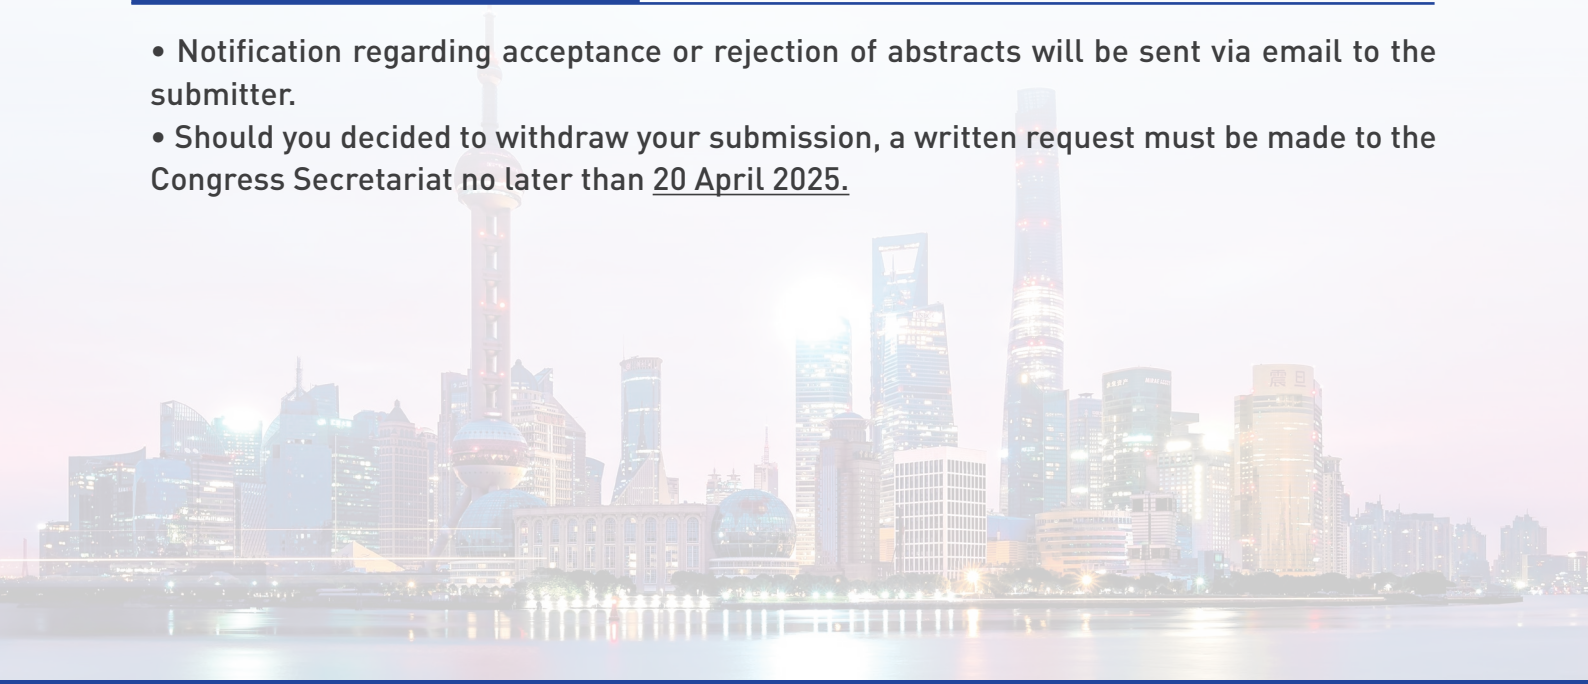 • Notification regarding acceptance or rejection of abstracts will be sent via email to the
submitter.
• Should you decided to withdraw your submission, a written request must be made to the
Congress Secretariat no later than 20 April 2025.
震旦